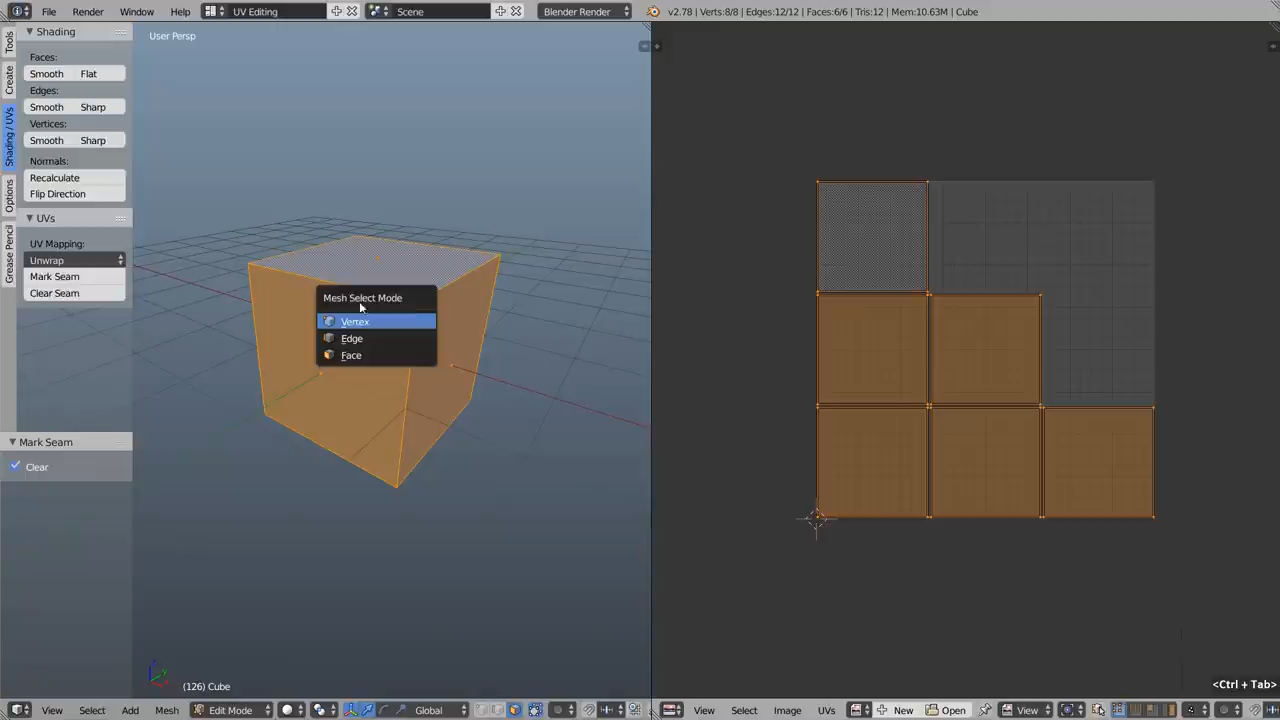 File Render Window Help UV Editing Scene Blender Render v2.78 | Verts:8/8 | Edges:12/12 | Faces:6/6 | Tris:12 | Mem:10.63M | Cube
Tools
Create
Shading / UVs
Options
Grease Pencil
Shading
Faces:
Smooth Flat
Edges:
Smooth Sharp
Vertices:
Smooth Sharp
Normals:
Recalculate
Flip Direction
UVs
UV Mapping:
Unwrap
Mark Seam
Clear Seam
Mark Seam
Clear
User Persp
Mesh Select Mode
Vertex
Edge
Face
(126) Cube
<Ctrl + Tab>
View Select Add Mesh Edit Mode Global
View Select Image UVs New Open View